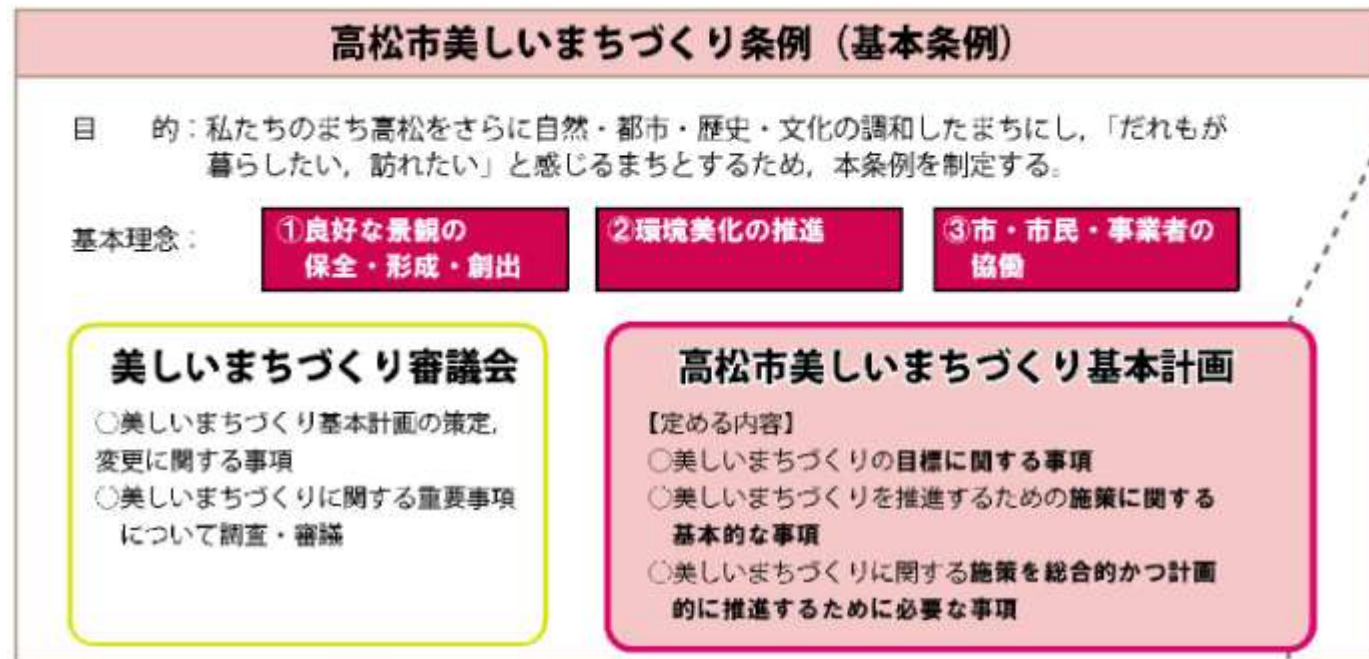 高松市美しいまちづくり条例（基本条例）
目　　的：私たちのまち高松をさらに自然・都市・歴史・文化の調和したまちにし，「だれもが
暮らしたい，訪れたい」と感じるまちとするため，本条例を制定する。
基本理念：
①良好な景観の
保全・形成・創出
②環境美化の推進
③市・市民・事業者の
協働
美しいまちづくり審議会
○美しいまちづくり基本計画の策定，
変更に関する事項
○美しいまちづくりに関する重要事項
について調査・審議
高松市美しいまちづくり基本計画
【定める内容】
○美しいまちづくりの目標に関する事項
○美しいまちづくりを推進するための施策に関する
基本的な事項
○美しいまちづくりに関する施策を総合的かつ計画
的に推進するために必要な事項